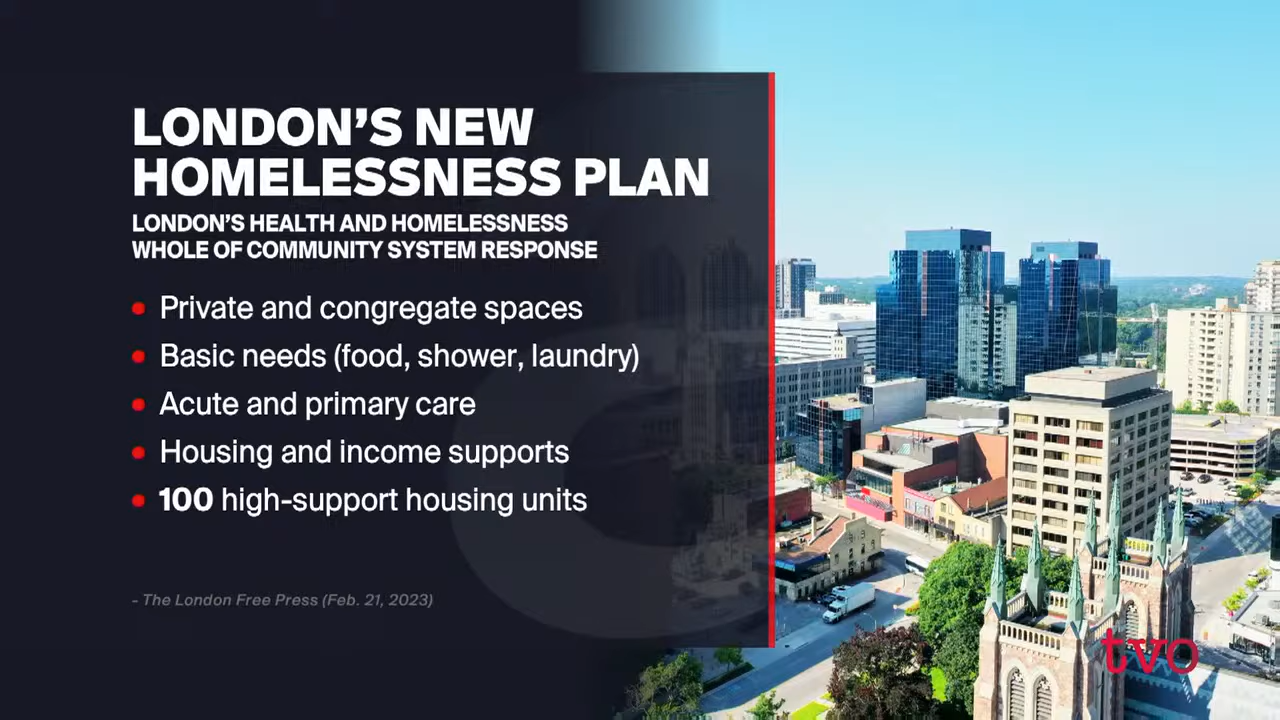 LONDON'S NEW
HOMELESSNESS PLAN
LONDON'S HEALTH AND HOMELESSNESS
WHOLE OF COMMUNITY SYSTEM RESPONSE
• Private and congregate spaces
• Basic needs (food, shower, laundry)
• Acute and primary care
• Housing and income supports
• 100 high-support housing units
- The London Free Press (Feb. 21, 2023)
tvo